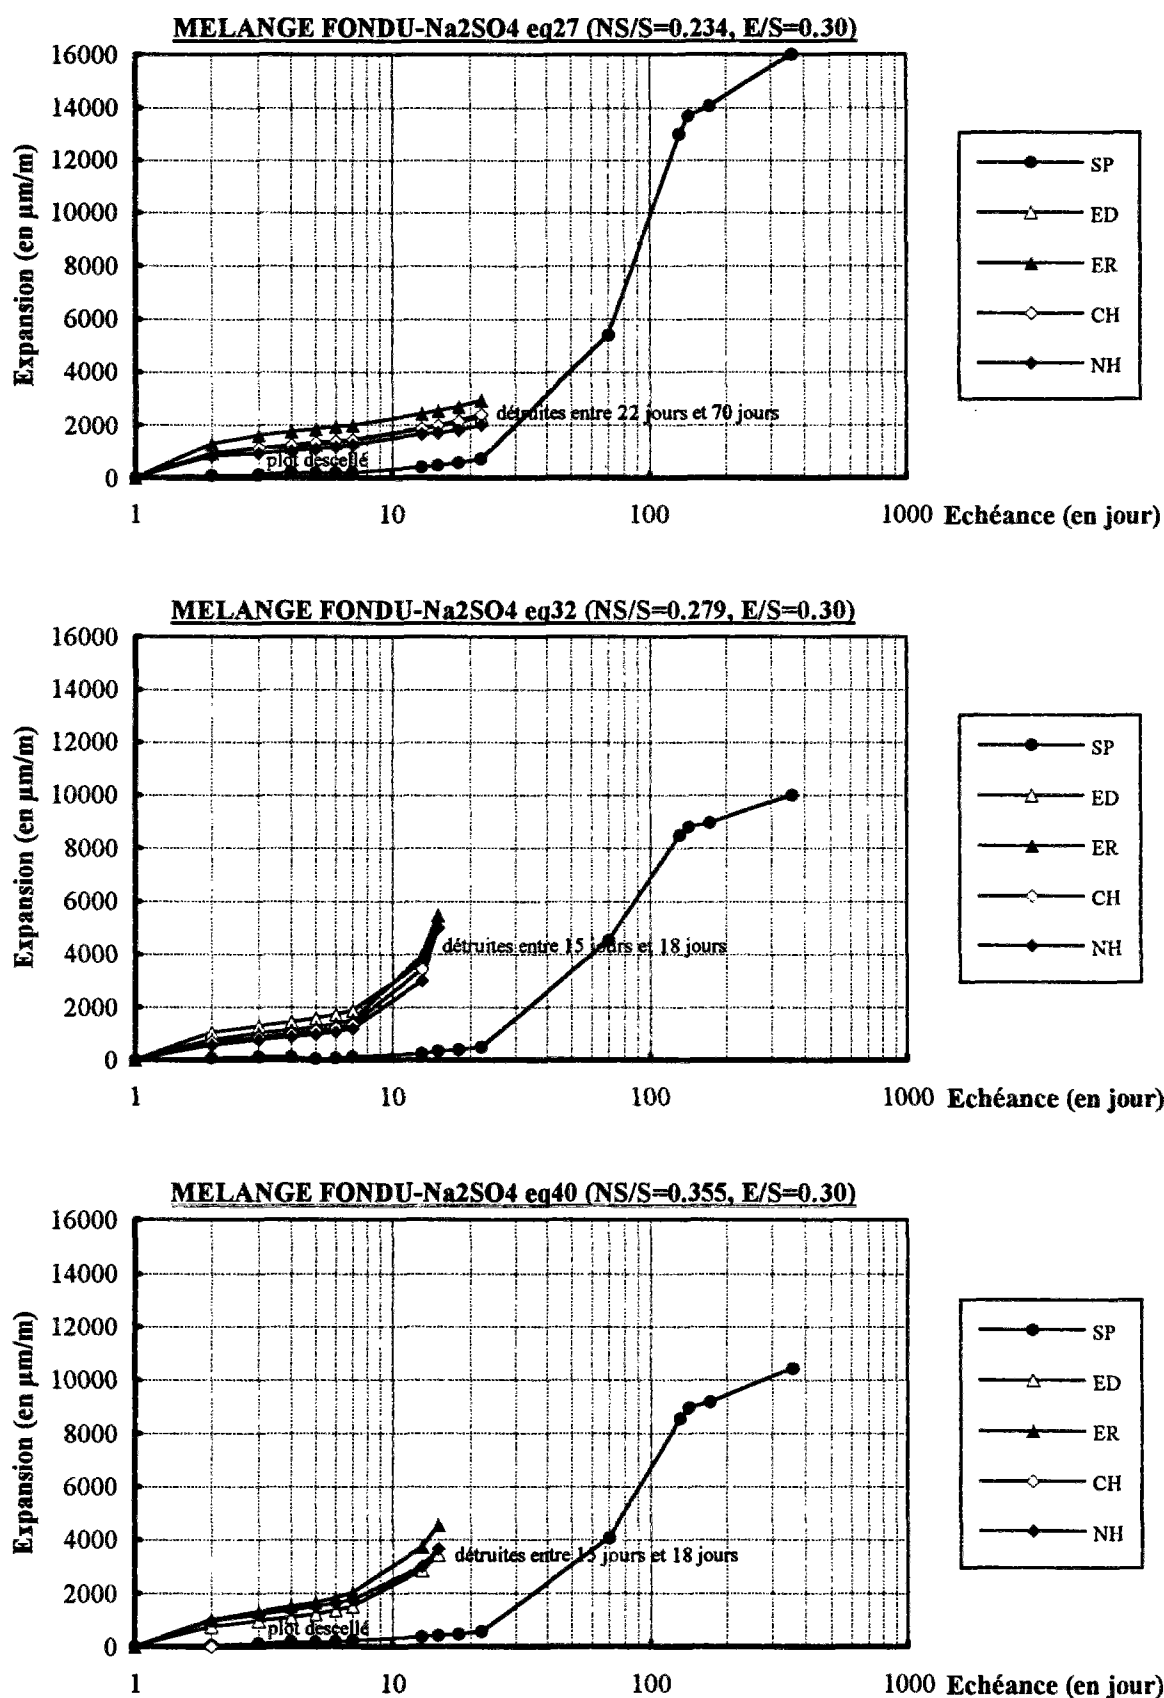 MELANGE FONDU-Na2SO4 eq27 (NS/S=0.234, E/S=0.30)
Expansion (en µm/m)
16000
14000
12000
10000
8000
6000
4000
2000
0
détruites entre 22 jours et 70 jours
plot descellé
1 10 100 1000 Echéance (en jour)
SP
ED
ER
CH
NH
MELANGE FONDU-Na2SO4 eq32 (NS/S=0.279, E/S=0.30)
Expansion (en µm/m)
16000
14000
12000
10000
8000
6000
4000
2000
0
détruites entre 15 jours et 18 jours
1 10 100 1000 Echéance (en jour)
SP
ED
ER
CH
NH
MELANGE FONDU-Na2SO4 eq40 (NS/S=0.355, E/S=0.30)
Expansion (en µm/m)
16000
14000
12000
10000
8000
6000
4000
2000
0
détruites entre 15 jours et 18 jours
plot descellé
1 10 100 1000 Echéance (en jour)
SP
ED
ER
CH
NH